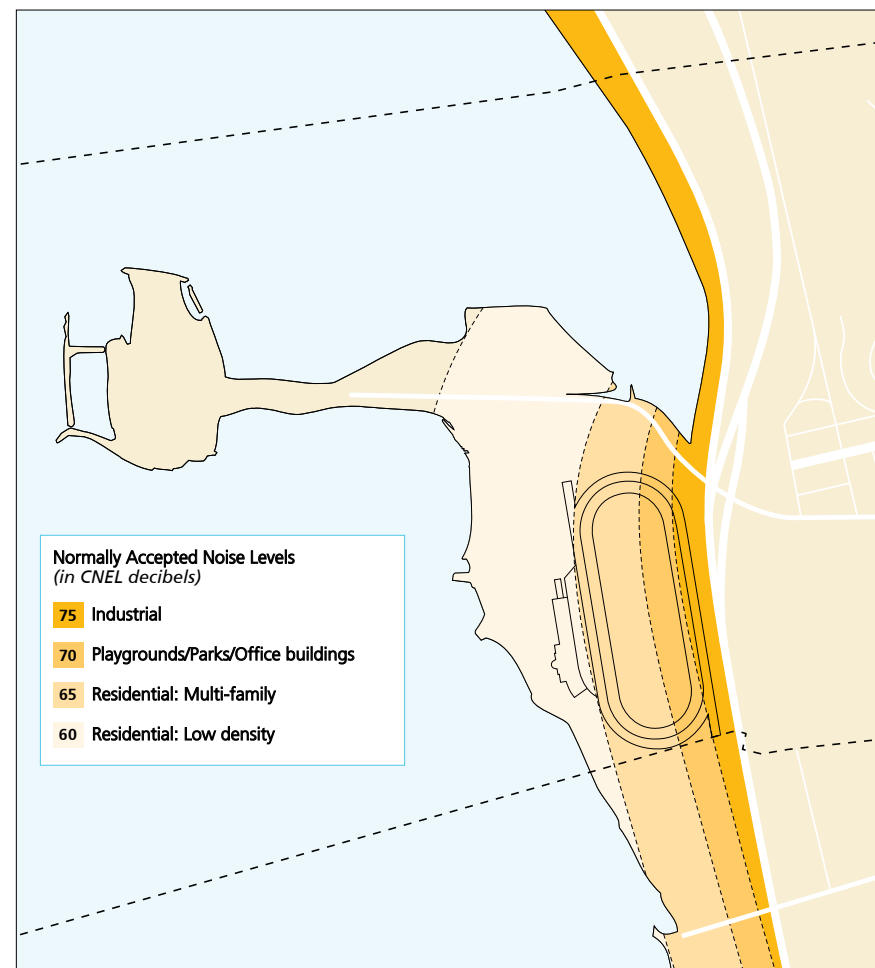 Normally Accepted Noise Levels
(in CNEL decibels)
75 Industrial
70 Playgrounds/Parks/Office buildings
65 Residential: Multi-family
60 Residential: Low density